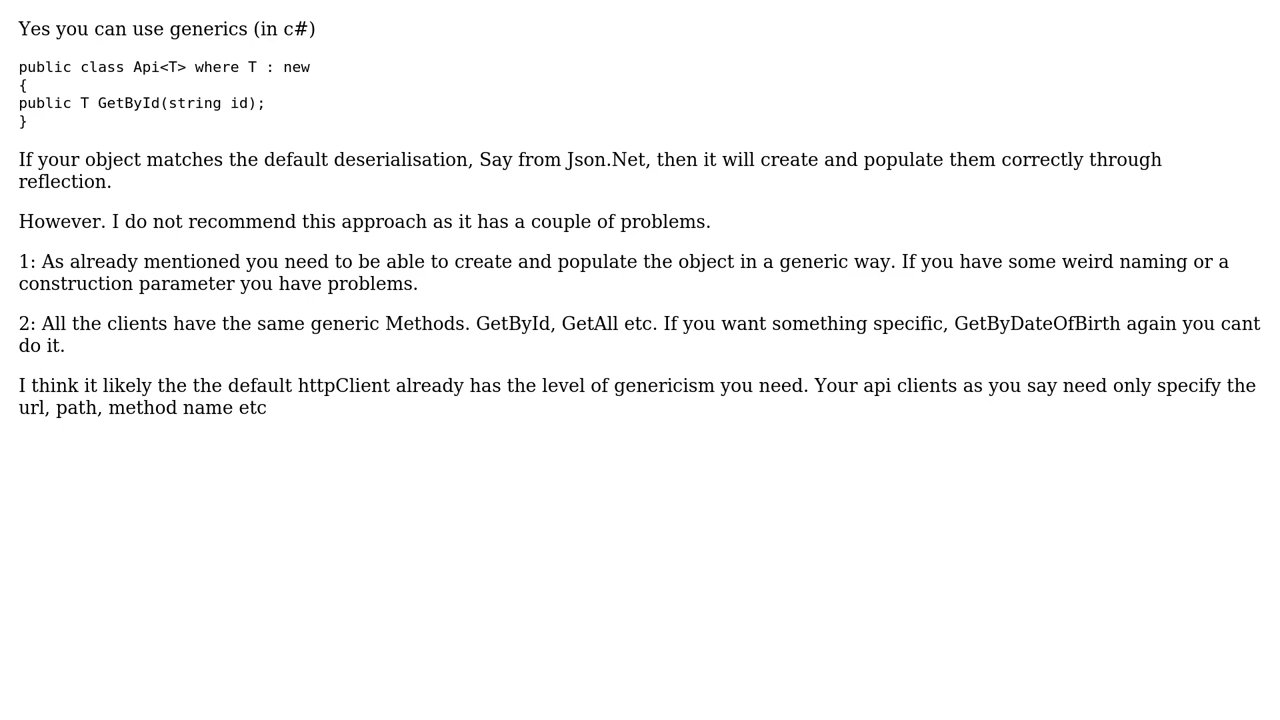 Yes you can use generics (in c#)
public class Api<T> where T : new
{
public T GetById(string id);
}
If your object matches the default deserialisation, Say from Json.Net, then it will create and populate them correctly through
reflection.
However. I do not recommend this approach as it has a couple of problems.
1: As already mentioned you need to be able to create and populate the object in a generic way. If you have some weird naming or a
construction parameter you have problems.
2: All the clients have the same generic Methods. GetById, GetAll etc. If you want something specific, GetByDateOfBirth again you cant
do it.
I think it likely the the default httpClient already has the level of genericism you need. Your api clients as you say need only specify the
url, path, method name etc